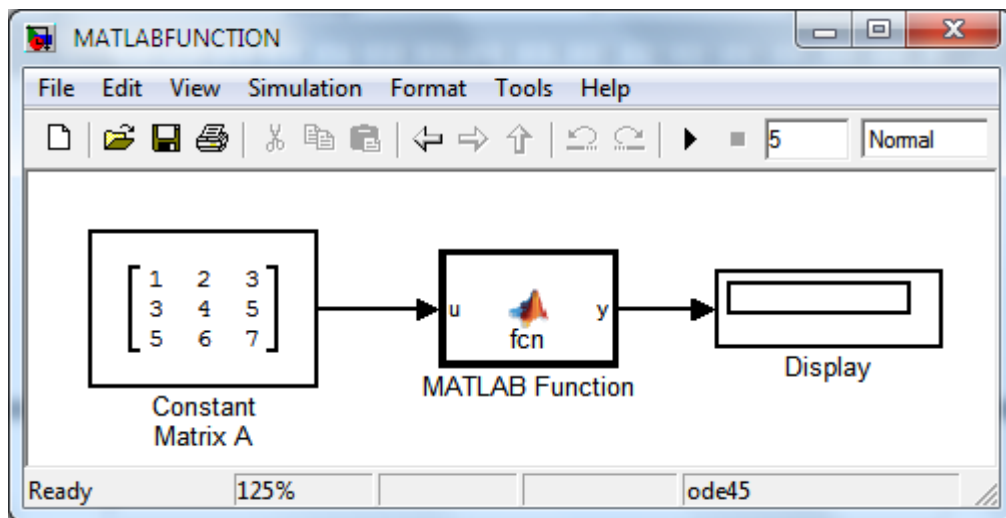 MATLABFUNCTION
File Edit View Simulation Format Tools Help
5 Normal
1 2 3
3 4 5
5 6 7
u fcn y
MATLAB Function
Display
Constant
Matrix A
Ready 125% ode45